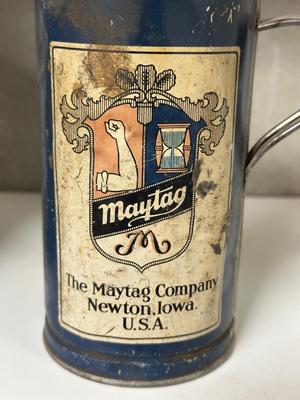 Maytag
M
The Maytag Company
Newton, Iowa.
U.S.A.